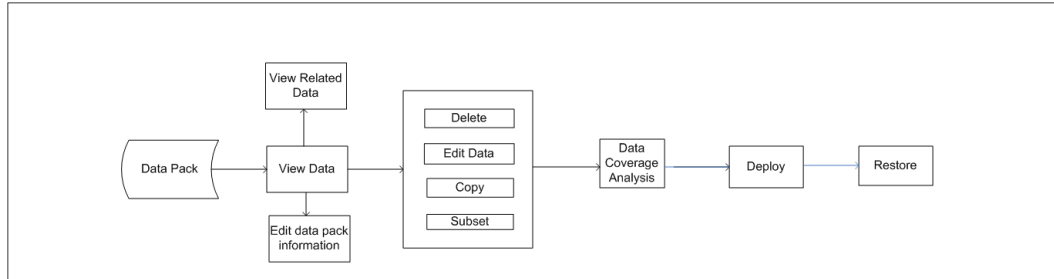 View Related
Data
Data Pack
View Data
Edit data pack
information
Delete
Edit Data
Copy
Subset
Data
Coverage
Analysis
Deploy
Restore